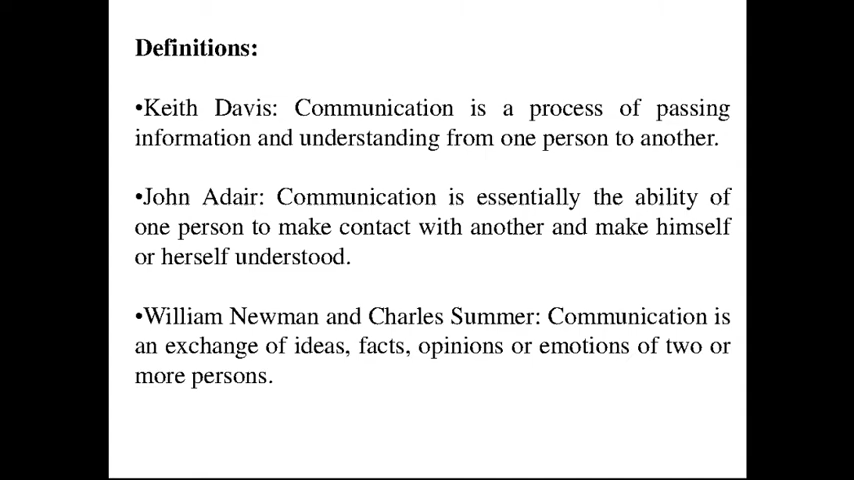 Definitions:
•Keith Davis: Communication is a process of passing
information and understanding from one person to another.
•John Adair: Communication is essentially the ability of
one person to make contact with another and make himself
or herself understood.
•William Newman and Charles Summer: Communication is
an exchange of ideas, facts, opinions or emotions of two or
more persons.